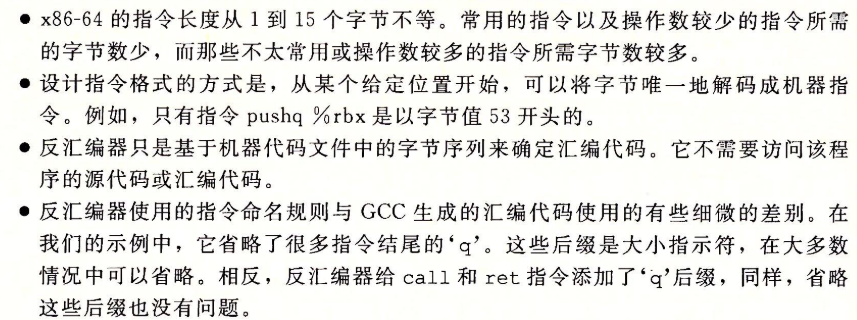 ● x86-64 的指令长度从 1 到 15 个字节不等。常用的指令以及操作数较少的指令所需
的字节数少，而那些不太常用或操作数较多的指令所需字节数较多。
● 设计指令格式的方式是，从某个给定位置开始，可以将字节唯一地解码成机器指
令。例如，只有指令 pushq %rbx 是以字节值 53 开头的。
● 反汇编器只是基于机器代码文件中的字节序列来确定汇编代码。它不需要访问该程
序的源代码或汇编代码。
● 反汇编器使用的指令命名规则与 GCC 生成的汇编代码使用的有些细微的差别。在
我们的示例中，它省略了很多指令结尾的‘q’。这些后缀是大小指示符，在大多数
情况中可以省略。相反，反汇编器给 call 和 ret 指令添加了‘q’后缀，同样，省略
这些后缀也没有问题。